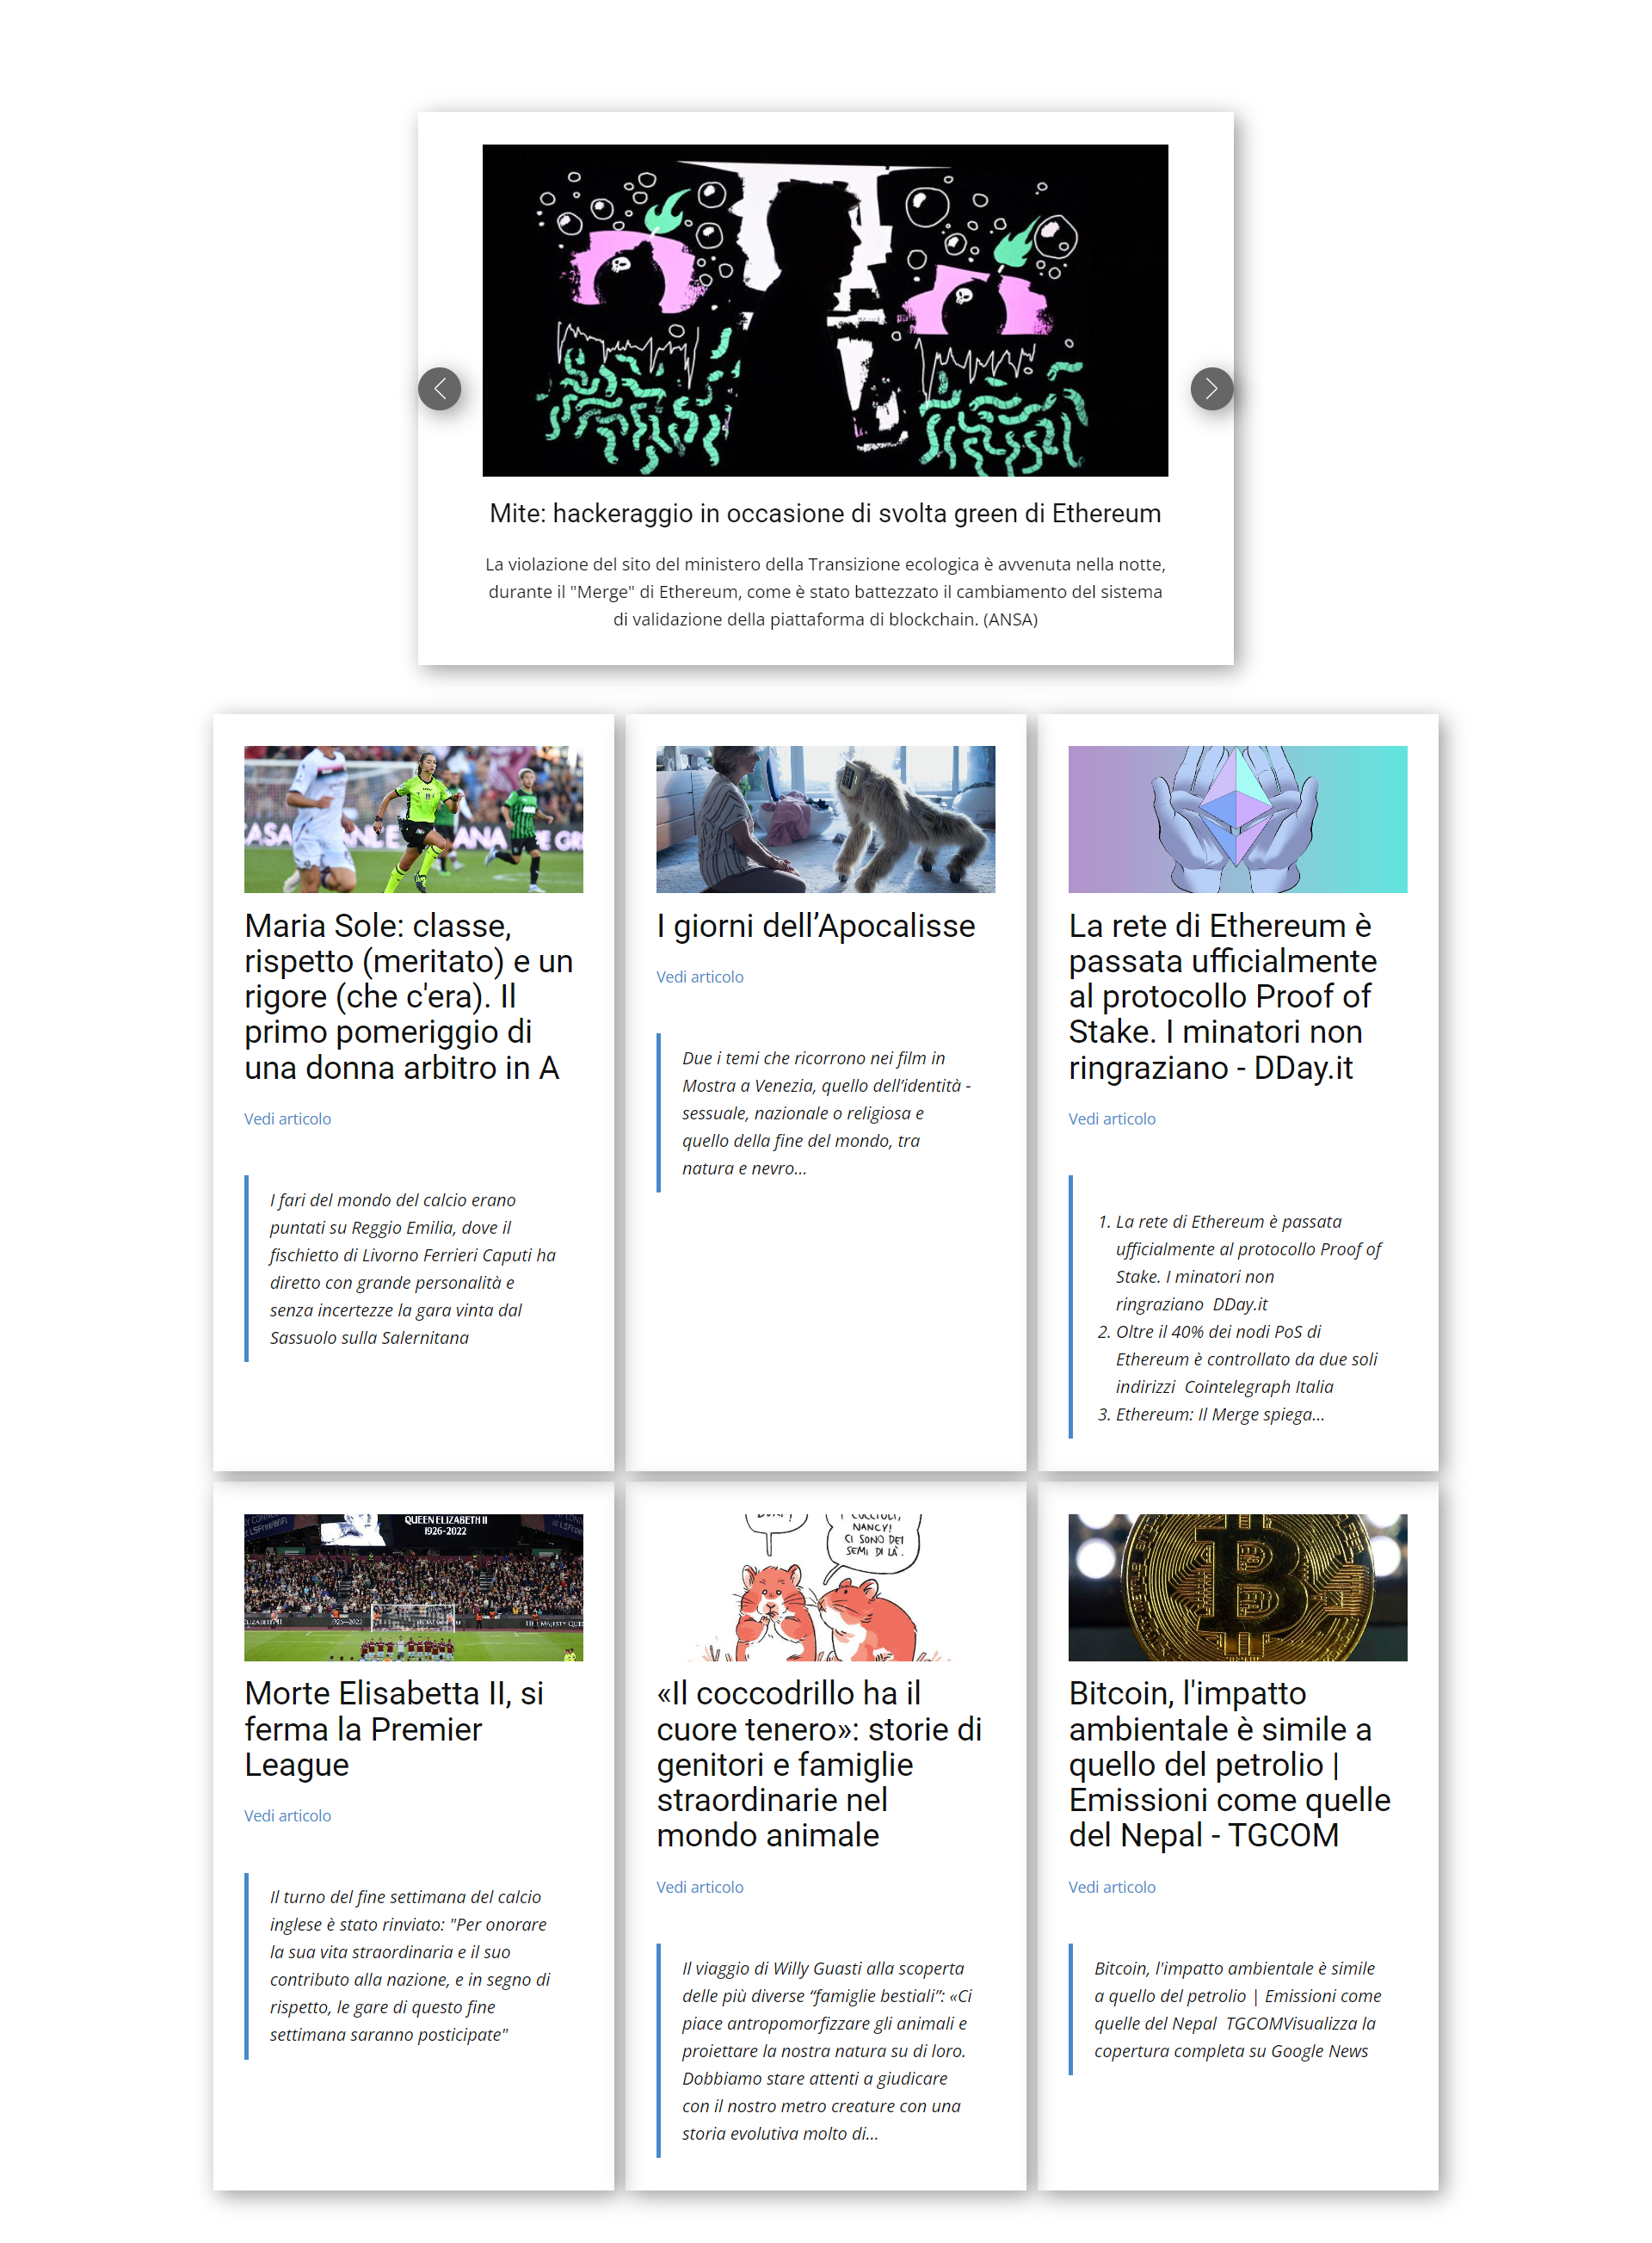 Mite: hackeraggio in occasione di svolta green di Ethereum
La violazione del sito del ministero della Transizione ecologica è avvenuta nella notte,
durante il "Merge" di Ethereum, come è stato battezzato il cambiamento del sistema
di validazione della piattaforma di blockchain. (ANSA)
Maria Sole: classe,
rispetto (meritato) e un
rigore (che c'era). Il
primo pomeriggio di
una donna arbitro in A
Vedi articolo
I fari del mondo del calcio erano
puntati su Reggio Emilia, dove il
fischietto di Livorno Ferrieri Caputi ha
diretto con grande personalità e
senza incertezze la gara vinta dal
Sassuolo sulla Salernitana
I giorni dell’Apocalisse
Vedi articolo
Due i temi che ricorrono nei film in
Mostra a Venezia, quello dell’identità -
sessuale, nazionale o religiosa e
quello della fine del mondo, tra
natura e nevro...
La rete di Ethereum è
passata ufficialmente
al protocollo Proof of
Stake. I minatori non
ringraziano - DDay.it
Vedi articolo
1. La rete di Ethereum è passata
ufficialmente al protocollo Proof of
Stake. I minatori non
ringraziano  DDay.it
2. Oltre il 40% dei nodi PoS di
Ethereum è controllato da due soli
indirizzi  Cointelegraph Italia
3. Ethereum: Il Merge spiega...
QUEEN ELIZABETH II
1926-2022
Morte Elisabetta II, si
ferma la Premier
League
Vedi articolo
Il turno del fine settimana del calcio
inglese è stato rinviato: "Per onorare
la sua vita straordinaria e il suo
contributo alla nazione, e in segno di
rispetto, le gare di questo fine
settimana saranno posticipate"
NANCY!
CI SONO DEI
SEMI DI LÀ.
«Il coccodrillo ha il
cuore tenero»: storie di
genitori e famiglie
straordinarie nel
mondo animale
Vedi articolo
Il viaggio di Willy Guasti alla scoperta
delle più diverse “famiglie bestiali”: «Ci
piace antropomorfizzare gli animali e
proiettare la nostra natura su di loro.
Dobbiamo stare attenti a giudicare
con il nostro metro creature con una
storia evolutiva molto di...
Bitcoin, l'impatto
ambientale è simile a
quello del petrolio |
Emissioni come quelle
del Nepal - TGCOM
Vedi articolo
Bitcoin, l'impatto ambientale è simile
a quello del petrolio | Emissioni come
quelle del Nepal  TGCOMVisualizza la
copertura completa su Google News